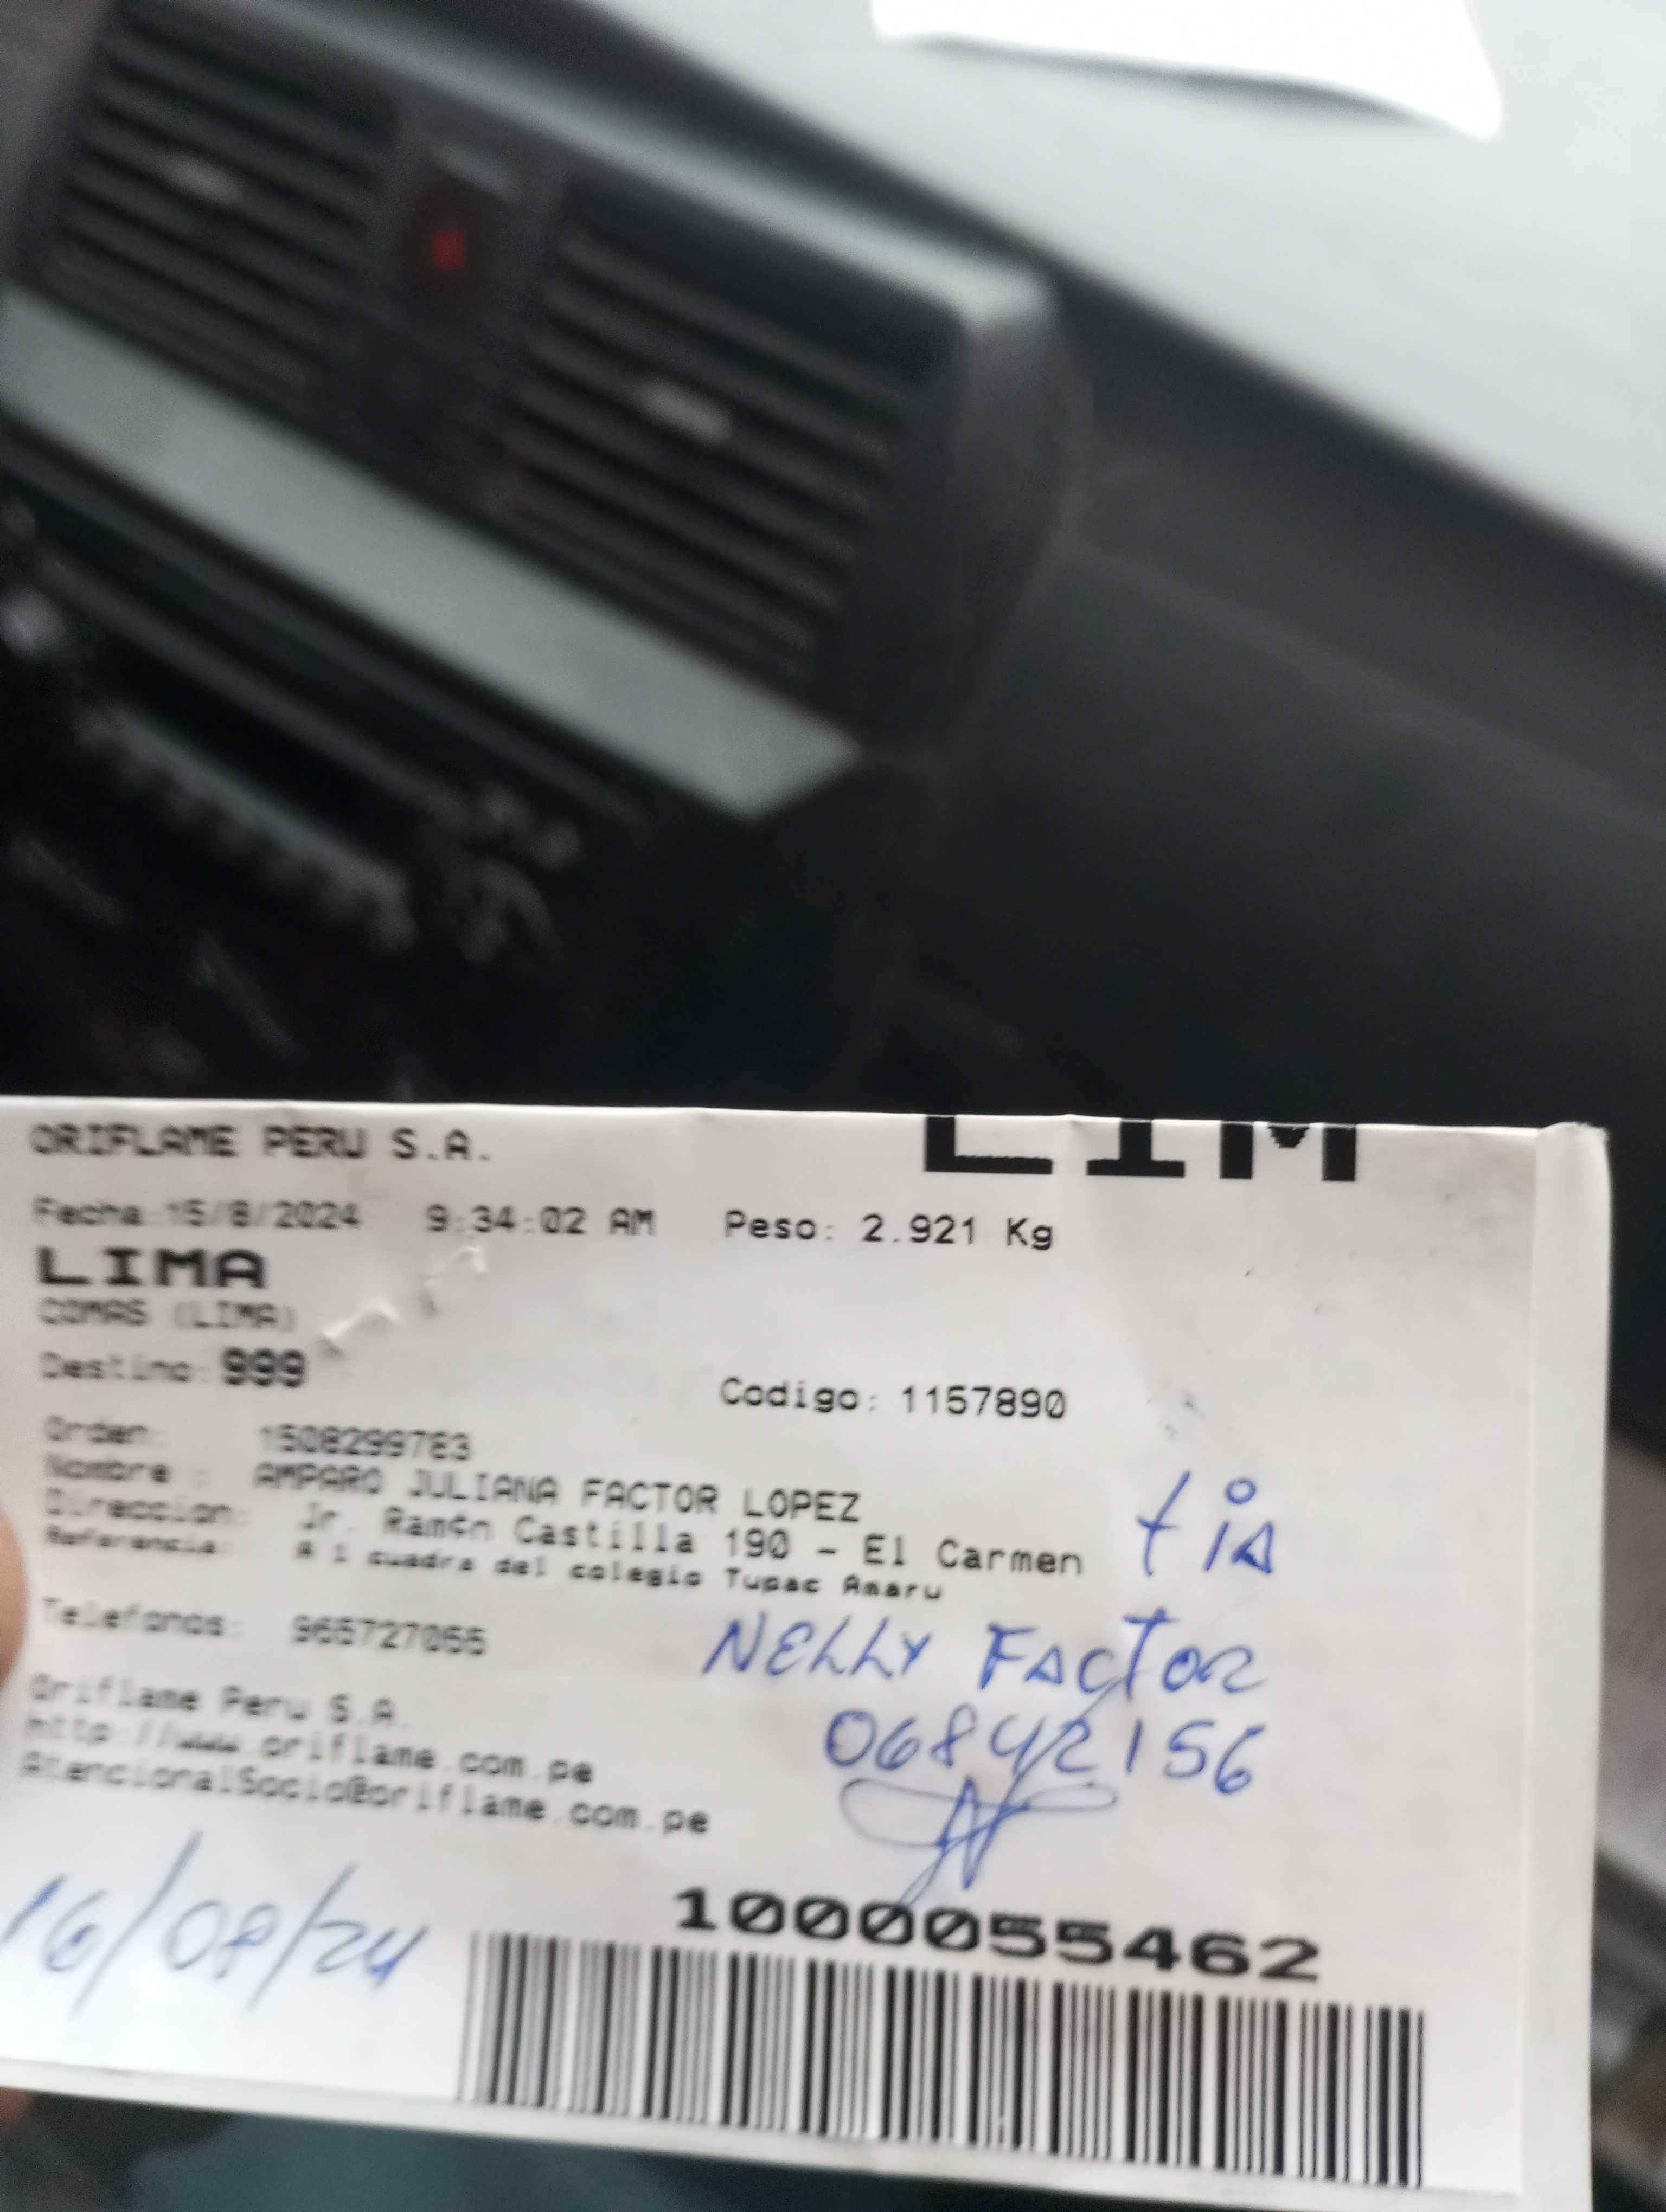 LIM
ORIFLAME PERU S.A.
Fecha:15/8/2024 9:34:02 AM Peso: 2.921 Kg
LIMA
COMAS (LIMA)
Destino: 999
Codigo: 1157890
Orden: 1508299783
Nombre : AMPARO JULIANA FACTOR LOPEZ
Direccion: Jr. Ram¢n Castilla 190 - El Carmen
Referencia: A 1 cuadra del colegio Tupac Amaru
tia
Telefonos: 965727055
NELLY FACTOR
06842156
Oriflame Peru S.A.
http://www.oriflame.com.pe
AtencionalSocio@oriflame.com.pe
16/08/24
1000055462